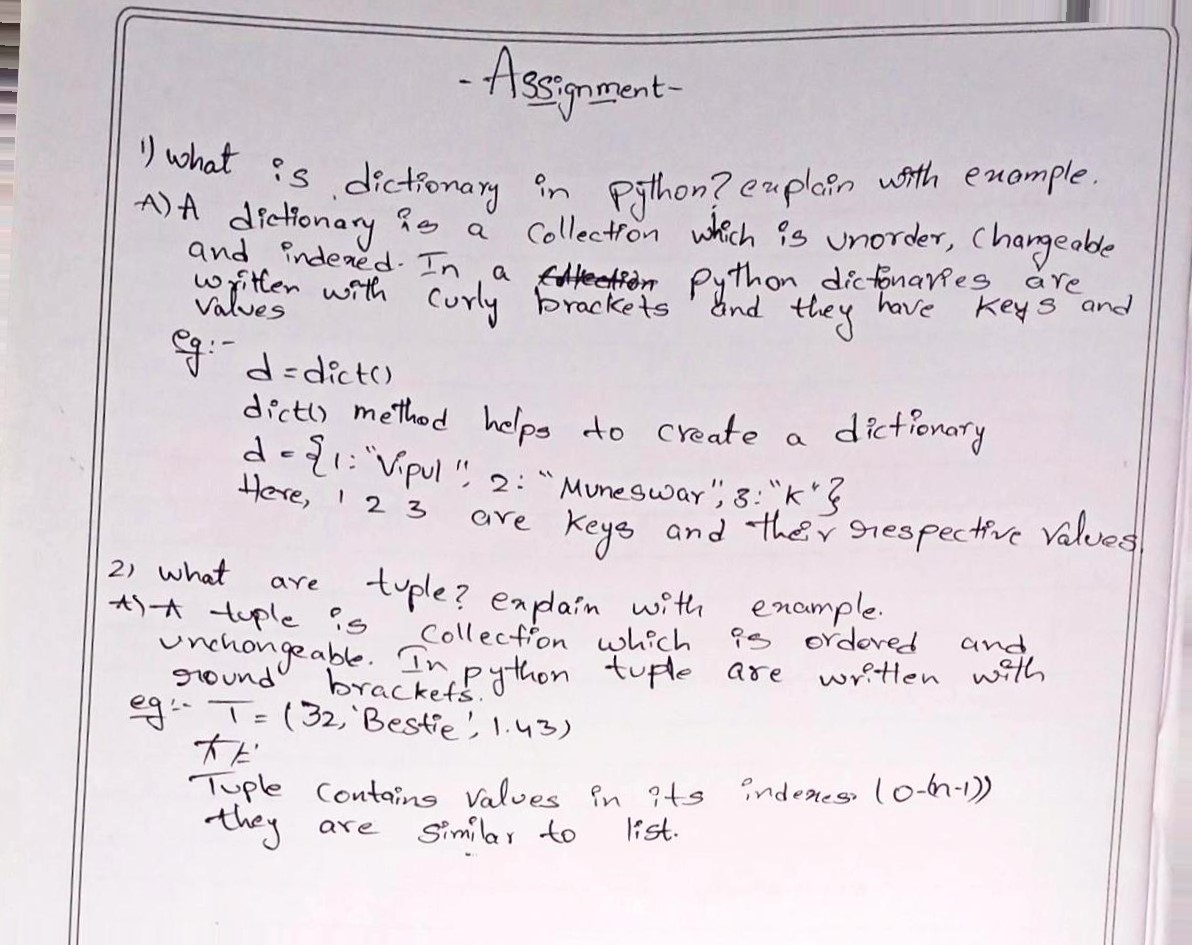 - Assignment -
1) what is dictionary in python? explain with example.
A) A dictionary is a collection which is unorder, changeable
and indexed. In a python dictionaries are
written with curly brackets and they have keys and
values
eg:-
d = dict()
dict() method helps to create a dictionary
d = {1: "Vipul", 2: "Muneswar", 3: "K"}
Here, 1 2 3 are keys and their respective values
2) what are tuple? explain with example.
A) A tuple is collection which is ordered and
unchangeable. In python tuple are written with
round brackets.
eg:- T = (32, 'Bestie', 1.43)
Tuple contains values in its indexes. (0-(n-1))
they are similar to list.